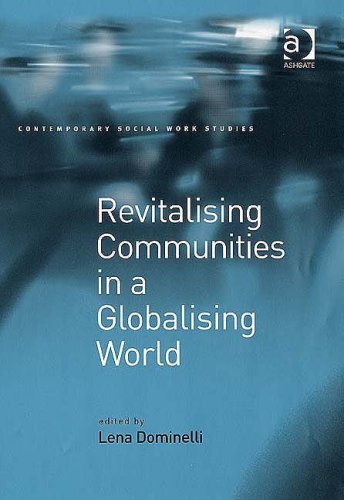 a
ASHGATE
CONTEMPORARY SOCIAL WORK STUDIES
Revitalising
Communities
in a
Globalising
World
edited by
Lena Dominelli